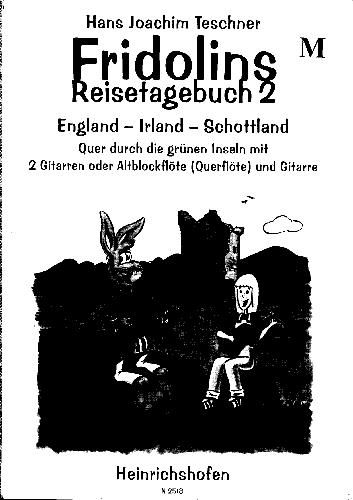 Hans Joachim Teschner
M
Fridolins
Reisetagebuch 2
England – Irland – Schottland
Quer durch die grünen Inseln mit
2 Gitarren oder Altblockflöte (Querflöte) und Gitarre
Heinrichshofen
N 2518